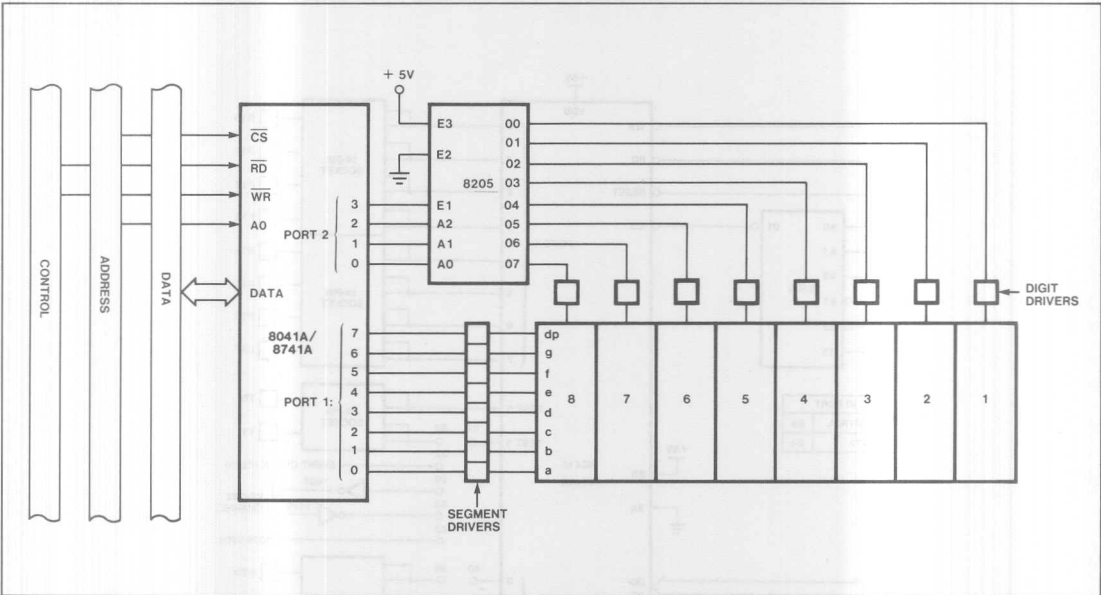 + 5V
CONTROL
ADDRESS
DATA
CS
RD
WR
A0
DATA
8041A/
8741A
PORT 2
3
2
1
0
PORT 1:
7
6
5
4
3
2
1
0
E3
E2
8205
E1
A2
A1
A0
00
01
02
03
04
05
06
07
DIGIT
DRIVERS
SEGMENT
DRIVERS
dp
g
f
e
d
c
b
a
8
7
6
5
4
3
2
1